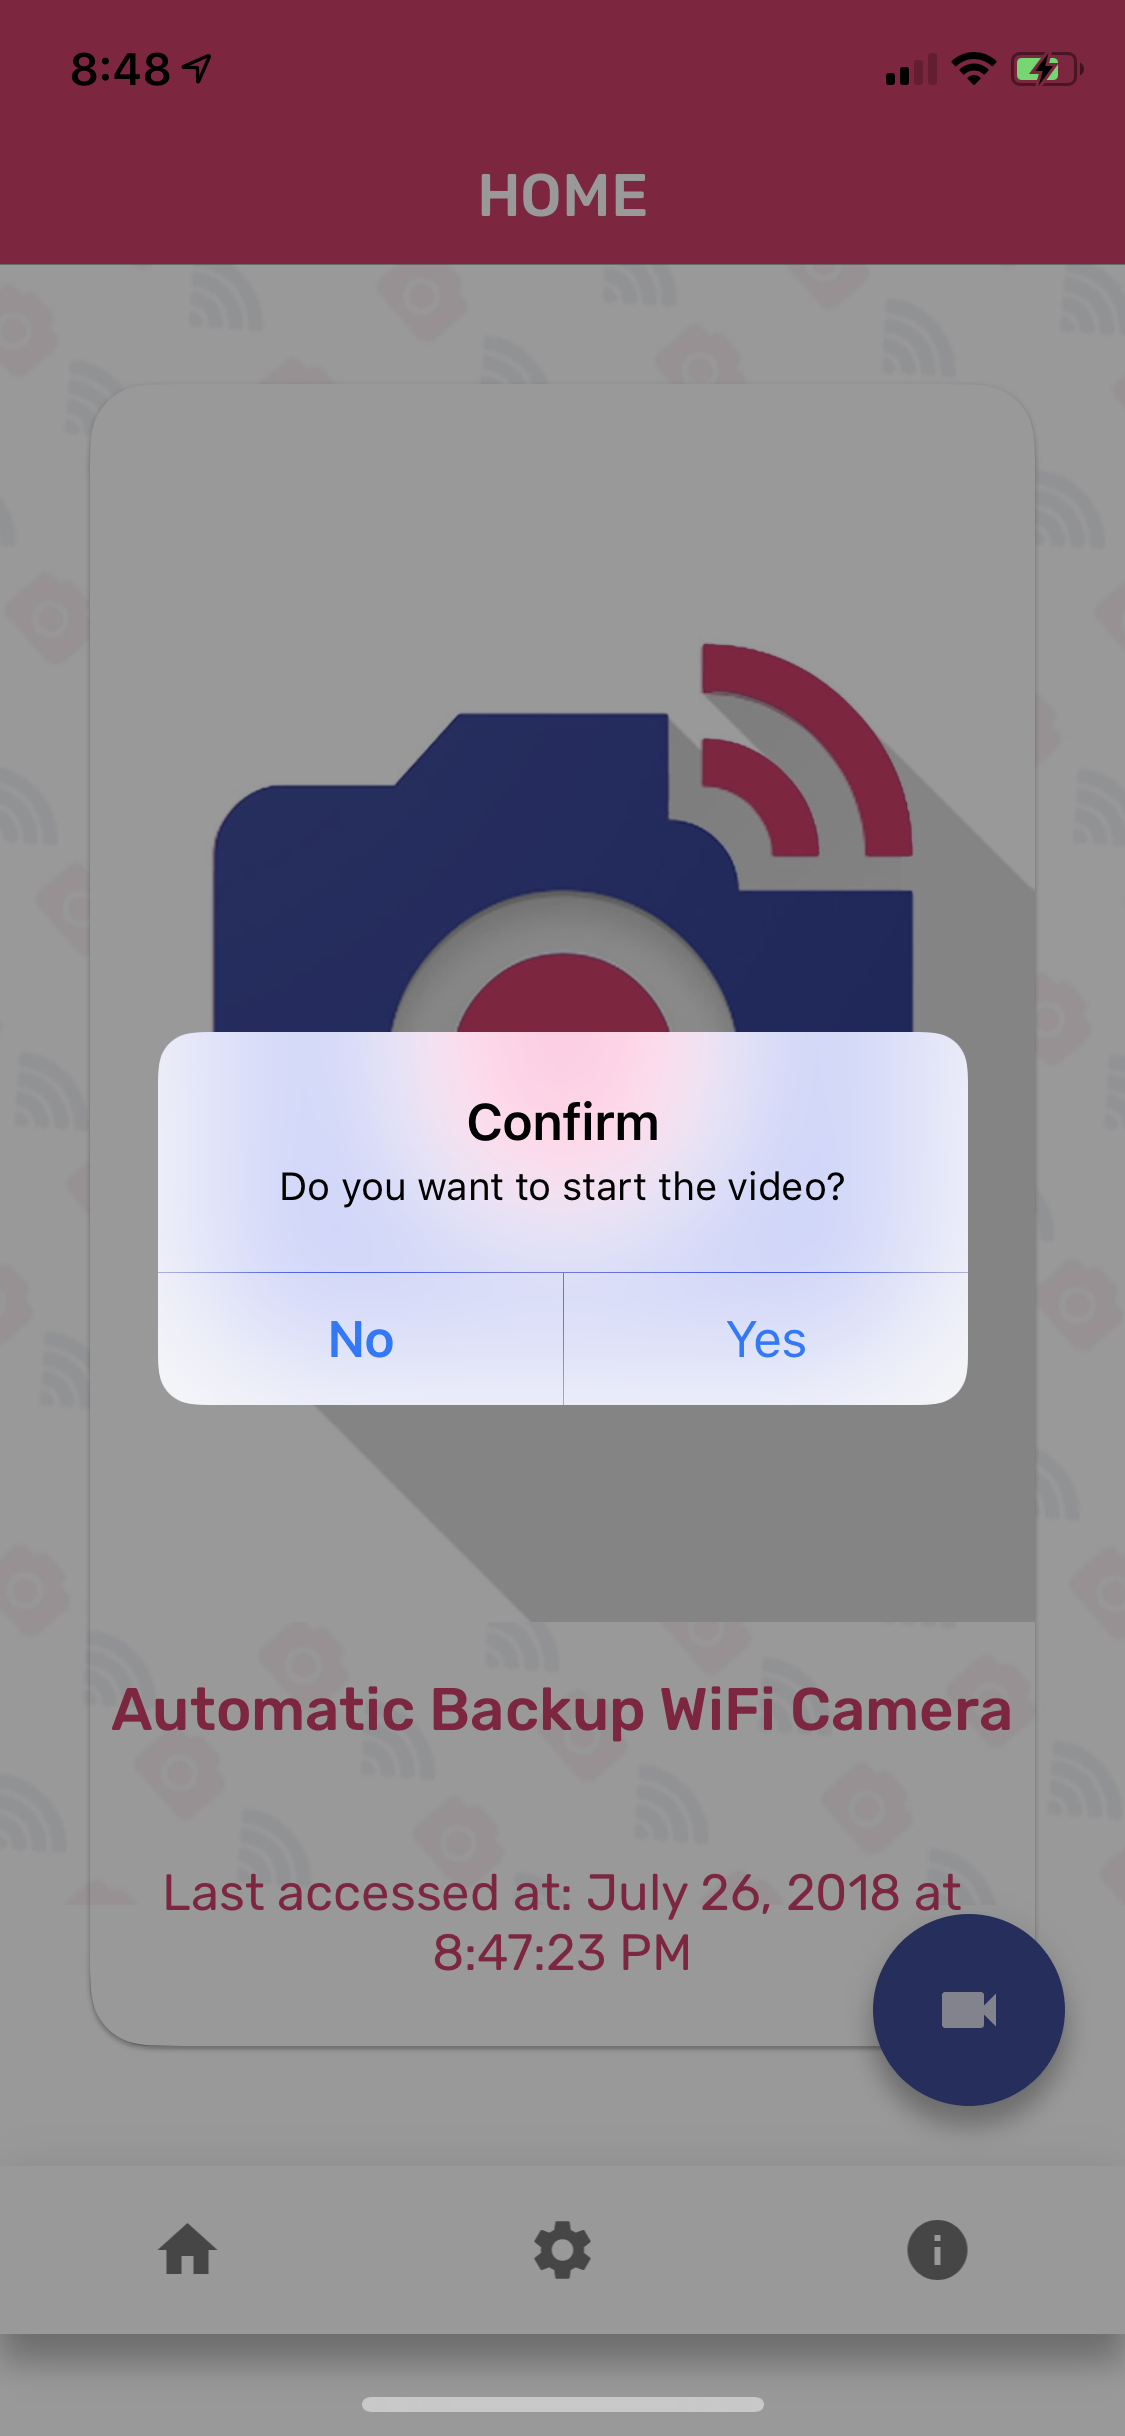 8:48
HOME
Confirm
Do you want to start the video?
No
Yes
Automatic Backup WiFi Camera
Last accessed at: July 26, 2018 at
8:47:23 PM